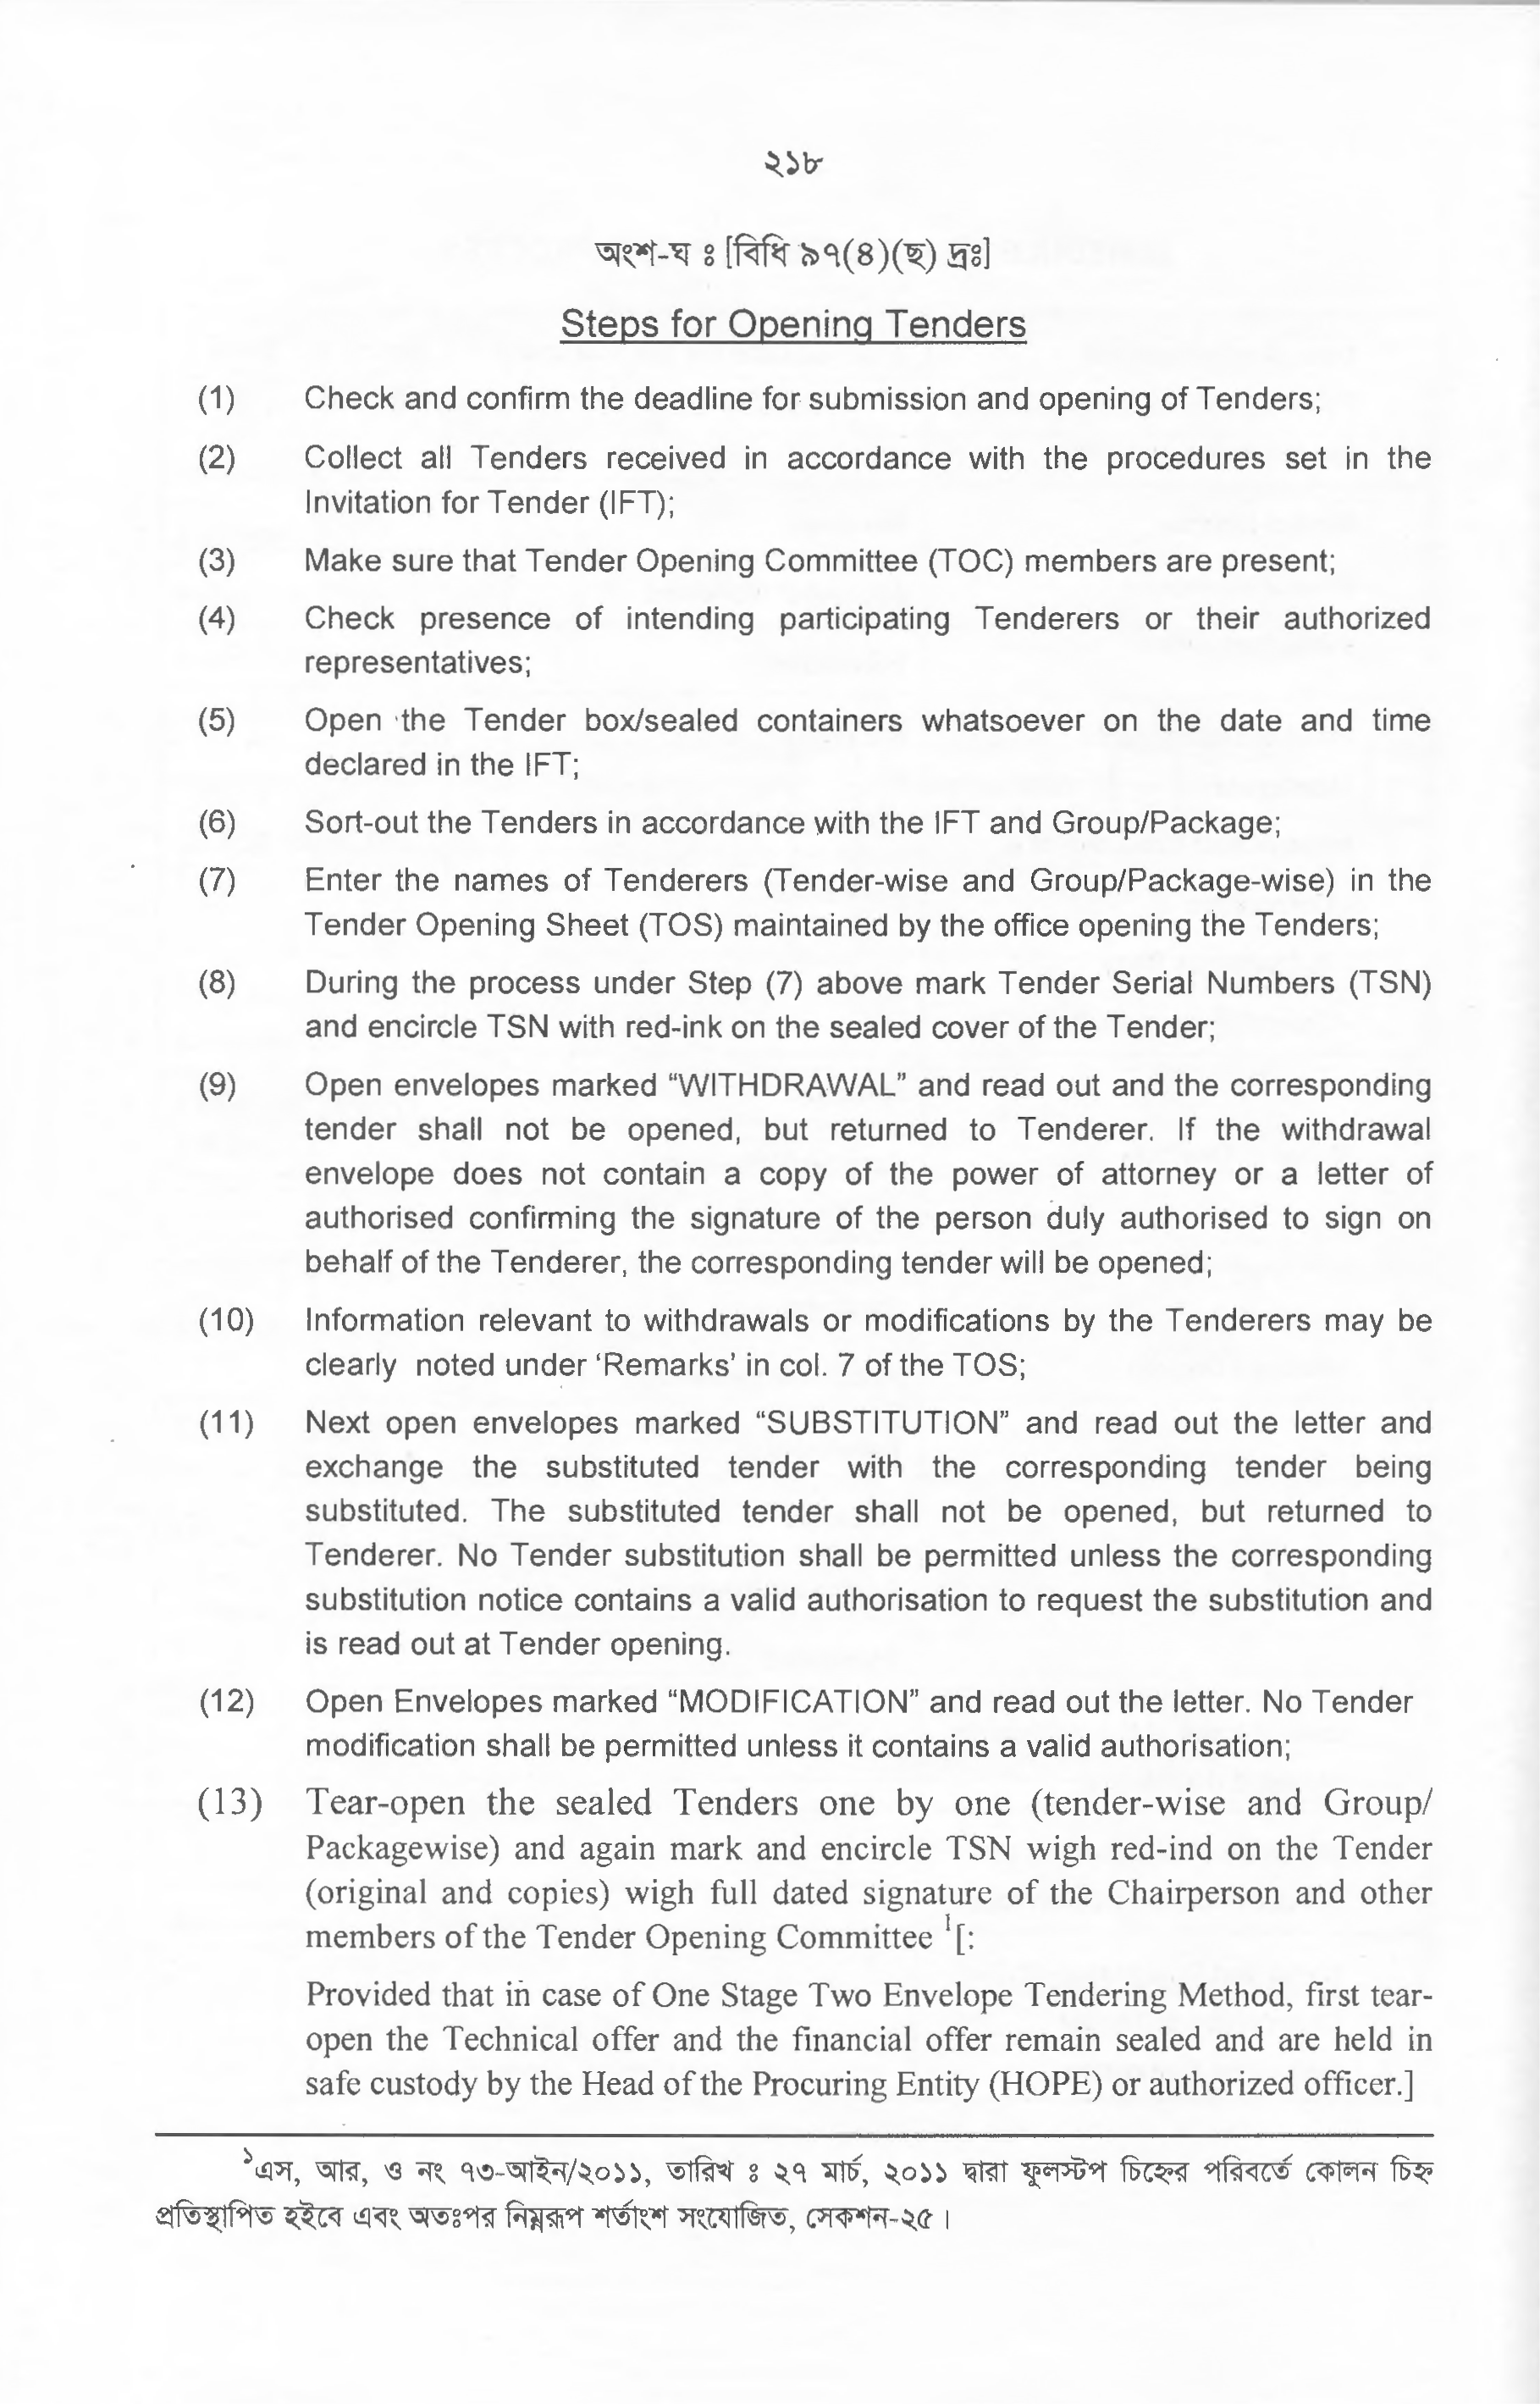 ২১৮
অংশ-ঘ ঃ [বিধি ৯৭(৪)(ছ) দ্রঃ]
Steps for Opening Tenders
(1) Check and confirm the deadline for submission and opening of Tenders;
(2) Collect all Tenders received in accordance with the procedures set in the
Invitation for Tender (IFT);
(3) Make sure that Tender Opening Committee (TOC) members are present;
(4) Check presence of intending participating Tenderers or their authorized
representatives;
(5) Open the Tender box/sealed containers whatsoever on the date and time
declared in the IFT;
(6) Sort-out the Tenders in accordance with the IFT and Group/Package;
(7) Enter the names of Tenderers (Tender-wise and Group/Package-wise) in the
Tender Opening Sheet (TOS) maintained by the office opening the Tenders;
(8) During the process under Step (7) above mark Tender Serial Numbers (TSN)
and encircle TSN with red-ink on the sealed cover of the Tender;
(9) Open envelopes marked “WITHDRAWAL” and read out and the corresponding
tender shall not be opened, but returned to Tenderer. If the withdrawal
envelope does not contain a copy of the power of attorney or a letter of
authorised confirming the signature of the person duly authorised to sign on
behalf of the Tenderer, the corresponding tender will be opened;
(10) Information relevant to withdrawals or modifications by the Tenderers may be
clearly noted under ‘Remarks’ in col. 7 of the TOS;
(11) Next open envelopes marked “SUBSTITUTION” and read out the letter and
exchange the substituted tender with the corresponding tender being
substituted. The substituted tender shall not be opened, but returned to
Tenderer. No Tender substitution shall be permitted unless the corresponding
substitution notice contains a valid authorisation to request the substitution and
is read out at Tender opening.
(12) Open Envelopes marked “MODIFICATION” and read out the letter. No Tender
modification shall be permitted unless it contains a valid authorisation;
(13) Tear-open the sealed Tenders one by one (tender-wise and Group/
Packagewise) and again mark and encircle TSN wigh red-ind on the Tender
(original and copies) wigh full dated signature of the Chairperson and other
members of the Tender Opening Committee ¹[:
Provided that in case of One Stage Two Envelope Tendering Method, first tear-
open the Technical offer and the financial offer remain sealed and are held in
safe custody by the Head of the Procuring Entity (HOPE) or authorized officer.]
১এস, আর, ও নং ৭৩-আইন/২০১১, তারিখ ঃ ২৭ মার্চ, ২০১১ দ্বারা ফুলস্টপ চিহ্নের পরিবর্তে কোলন চিহ্ন
প্রতিস্থাপিত হইবে এবং অতঃপর নিম্নরূপ শর্তাংশ সংযোজিত, সেকশন-২৫ ।